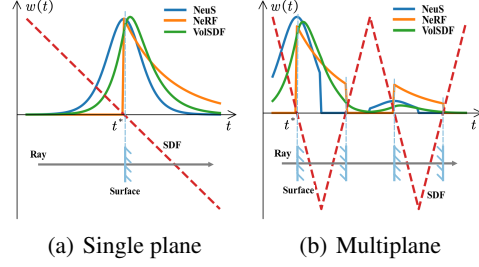 w(t)
NeuS
NeRF
VolSDF
t*
t
Ray
SDF
Surface
(a) Single plane
w(t)
NeuS
NeRF
VolSDF
t*
t
Ray
Surface
SDF
(b) Multiplane